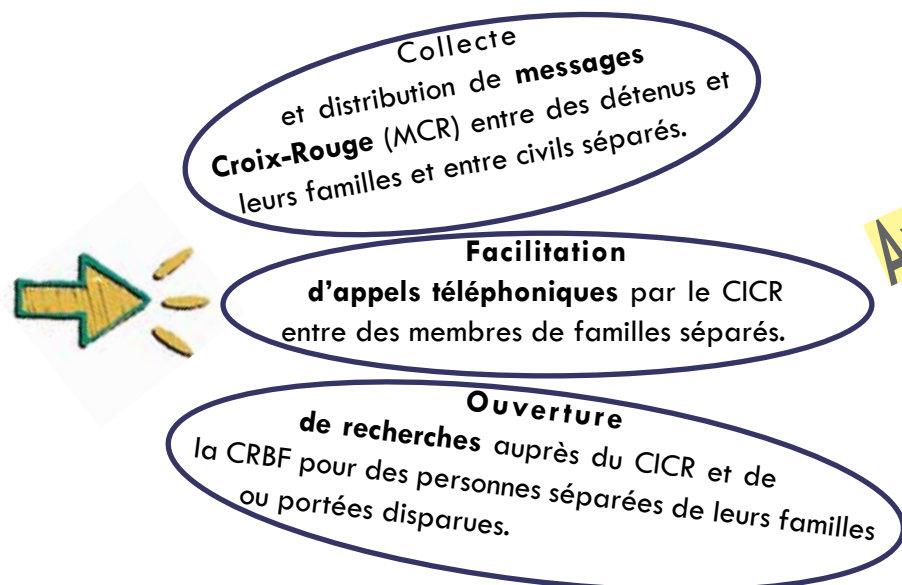 Collecte
et distribution de messages
Croix-Rouge (MCR) entre des détenus et
leurs familles et entre civils séparés.
Facilitation
d'appels téléphoniques par le CICR
entre des membres de familles séparés.
Ouverture
de recherches auprès du CICR et de
la CRBF pour des personnes séparées de leurs familles
ou portées disparues.